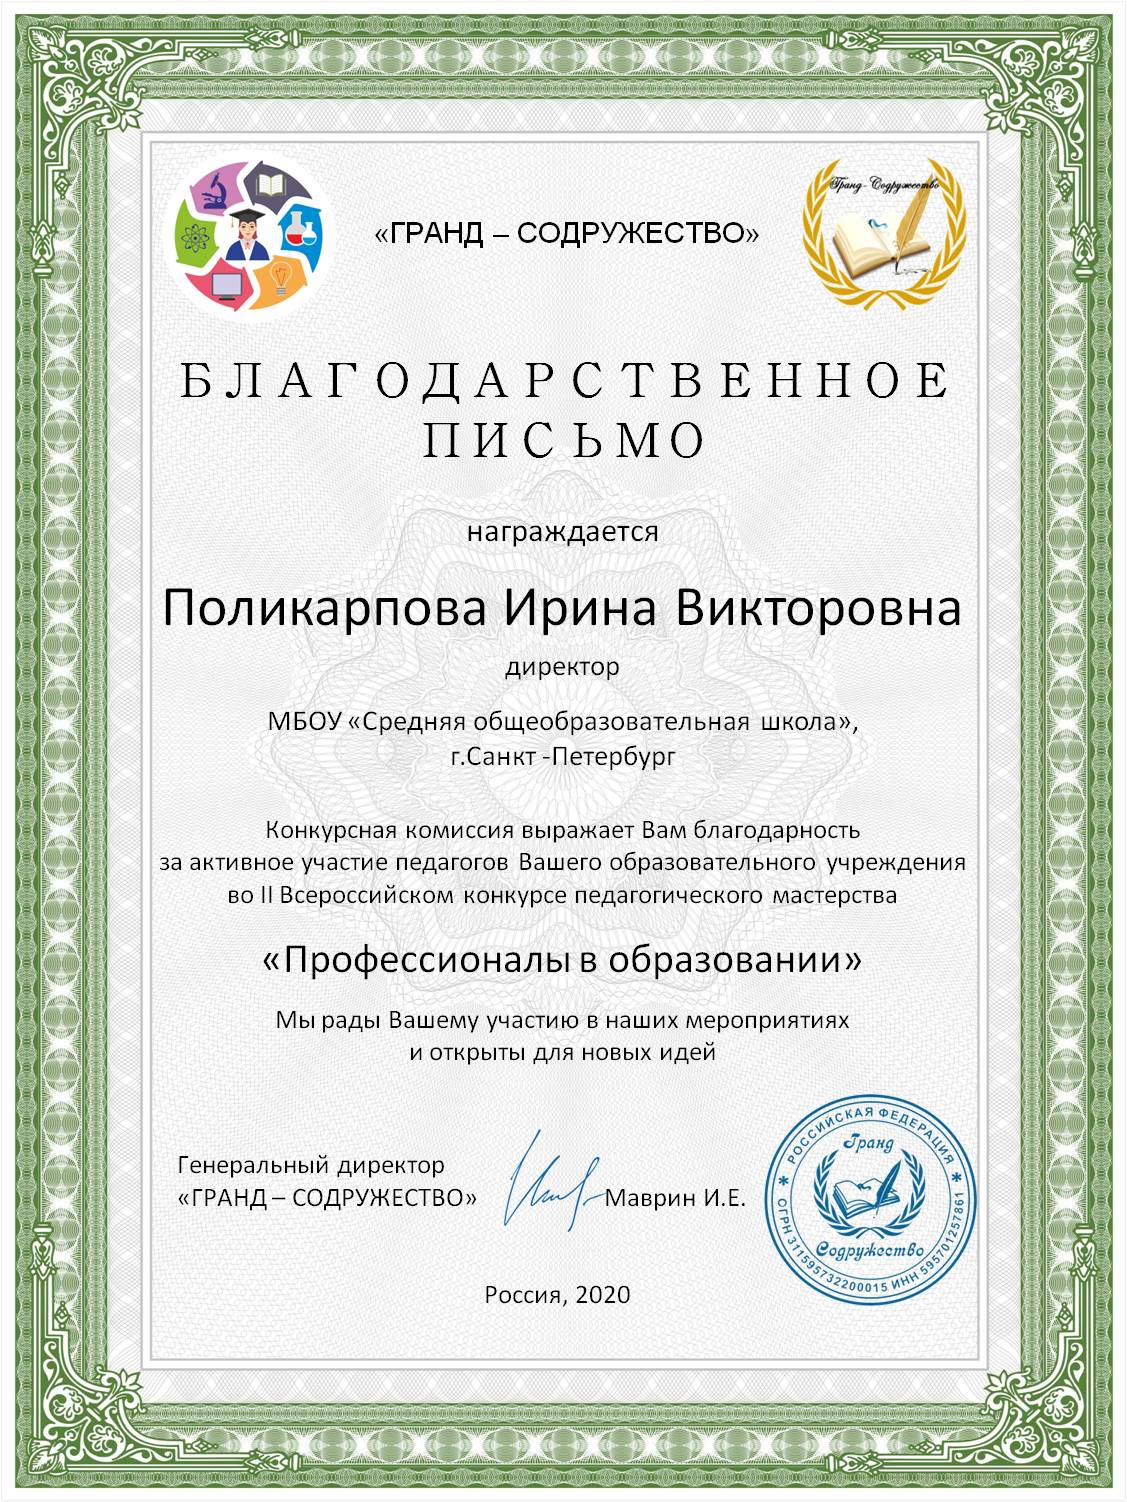 Гранд-Содружество
«ГРАНД – СОДРУЖЕСТВО»
БЛАГОДАРСТВЕННОЕ
ПИСЬМО
награждается
Поликарпова Ирина Викторовна
директор
МБОУ «Средняя общеобразовательная школа»,
г.Санкт -Петербург
Конкурсная комиссия выражает Вам благодарность
за активное участие педагогов Вашего образовательного учреждения
во II Всероссийском конкурсе педагогического мастерства
«Профессионалы в образовании»
Мы рады Вашему участию в наших мероприятиях
и открыты для новых идей
Генеральный директор
«ГРАНД – СОДРУЖЕСТВО»
Маврин И.Е.
* РОССИЙСКАЯ ФЕДЕРАЦИЯ *
ОГРН 311595732200015 ИНН 595701257861
Гранд
Содружество
Россия, 2020